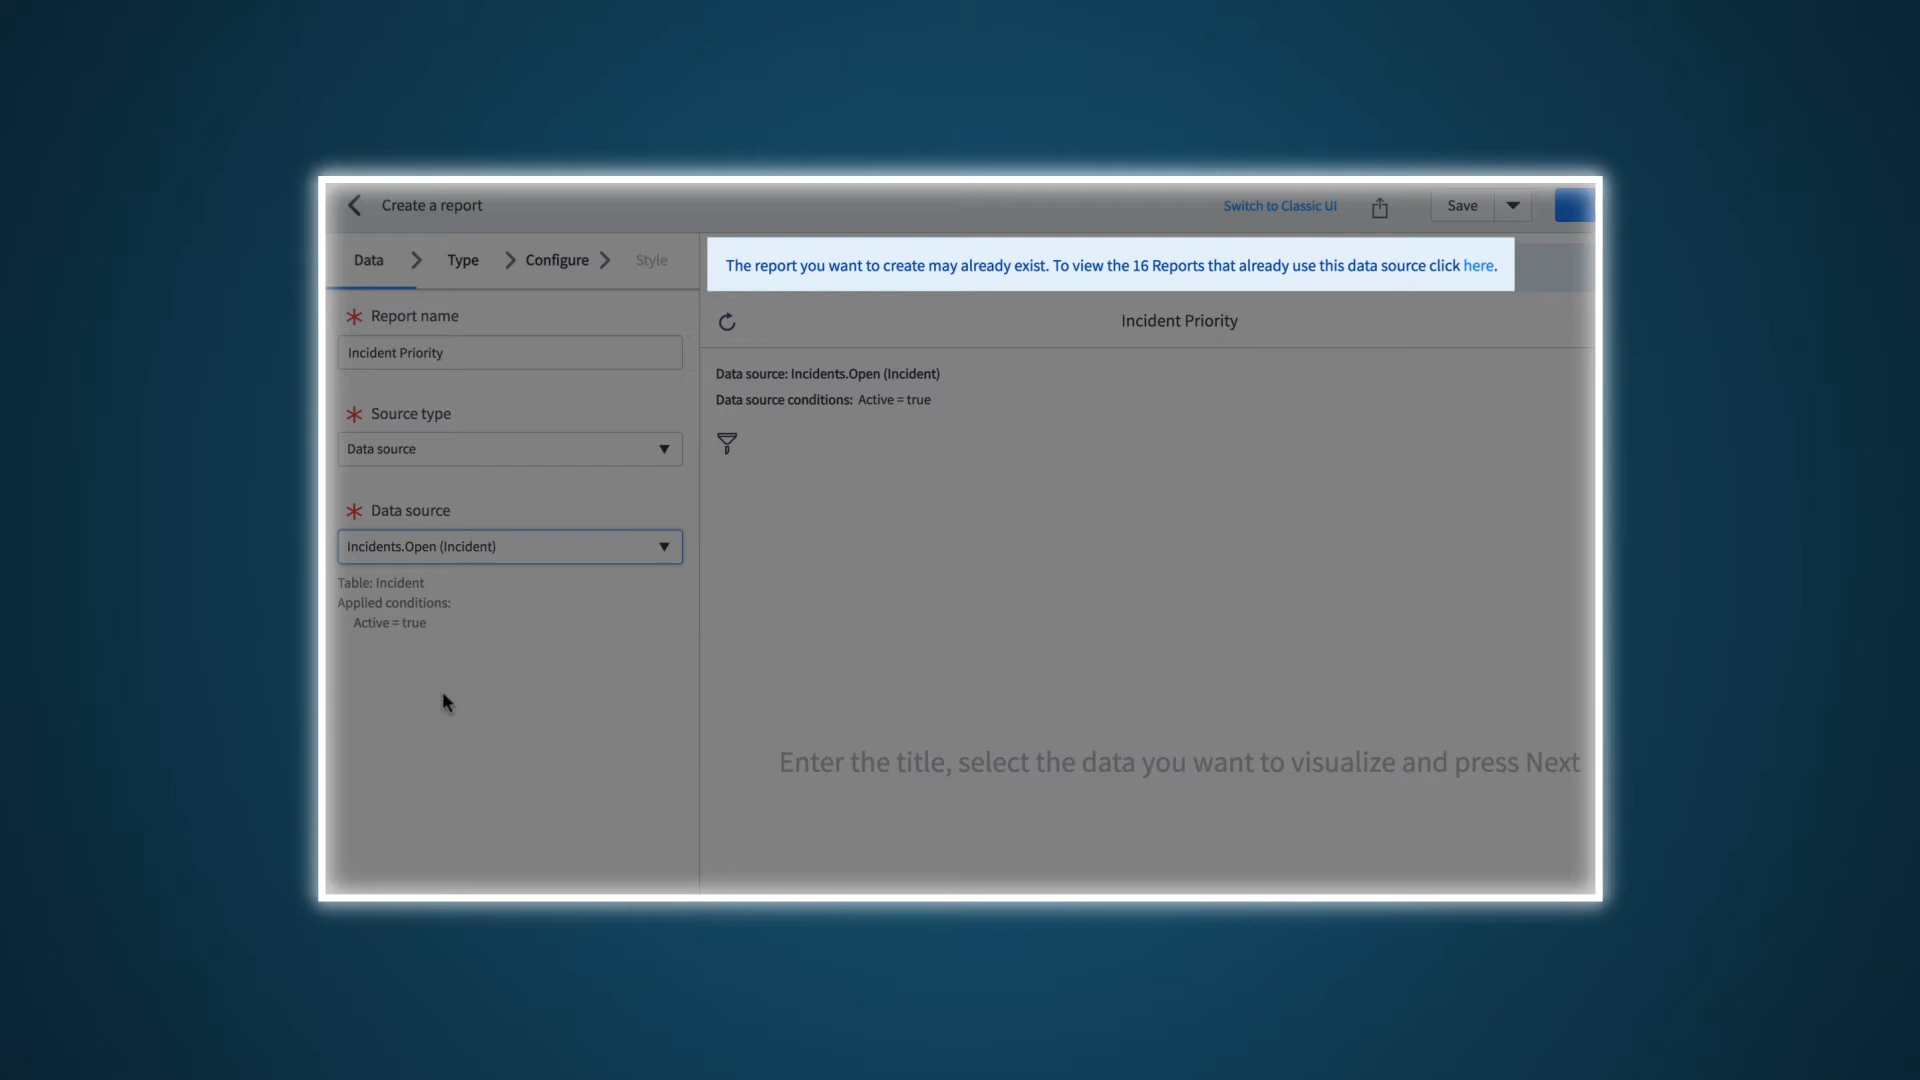 Create a report
Switch to Classic UI
Save
Data
Type
Configure
Style
The report you want to create may already exist. To view the 16 Reports that already use this data source click here.
* Report name
Incident Priority
* Source type
Data source
* Data source
Incidents.Open (Incident)
Table: Incident
Applied conditions:
Active = true
Incident Priority
Data source: Incidents.Open (Incident)
Data source conditions: Active = true
Enter the title, select the data you want to visualize and press Next